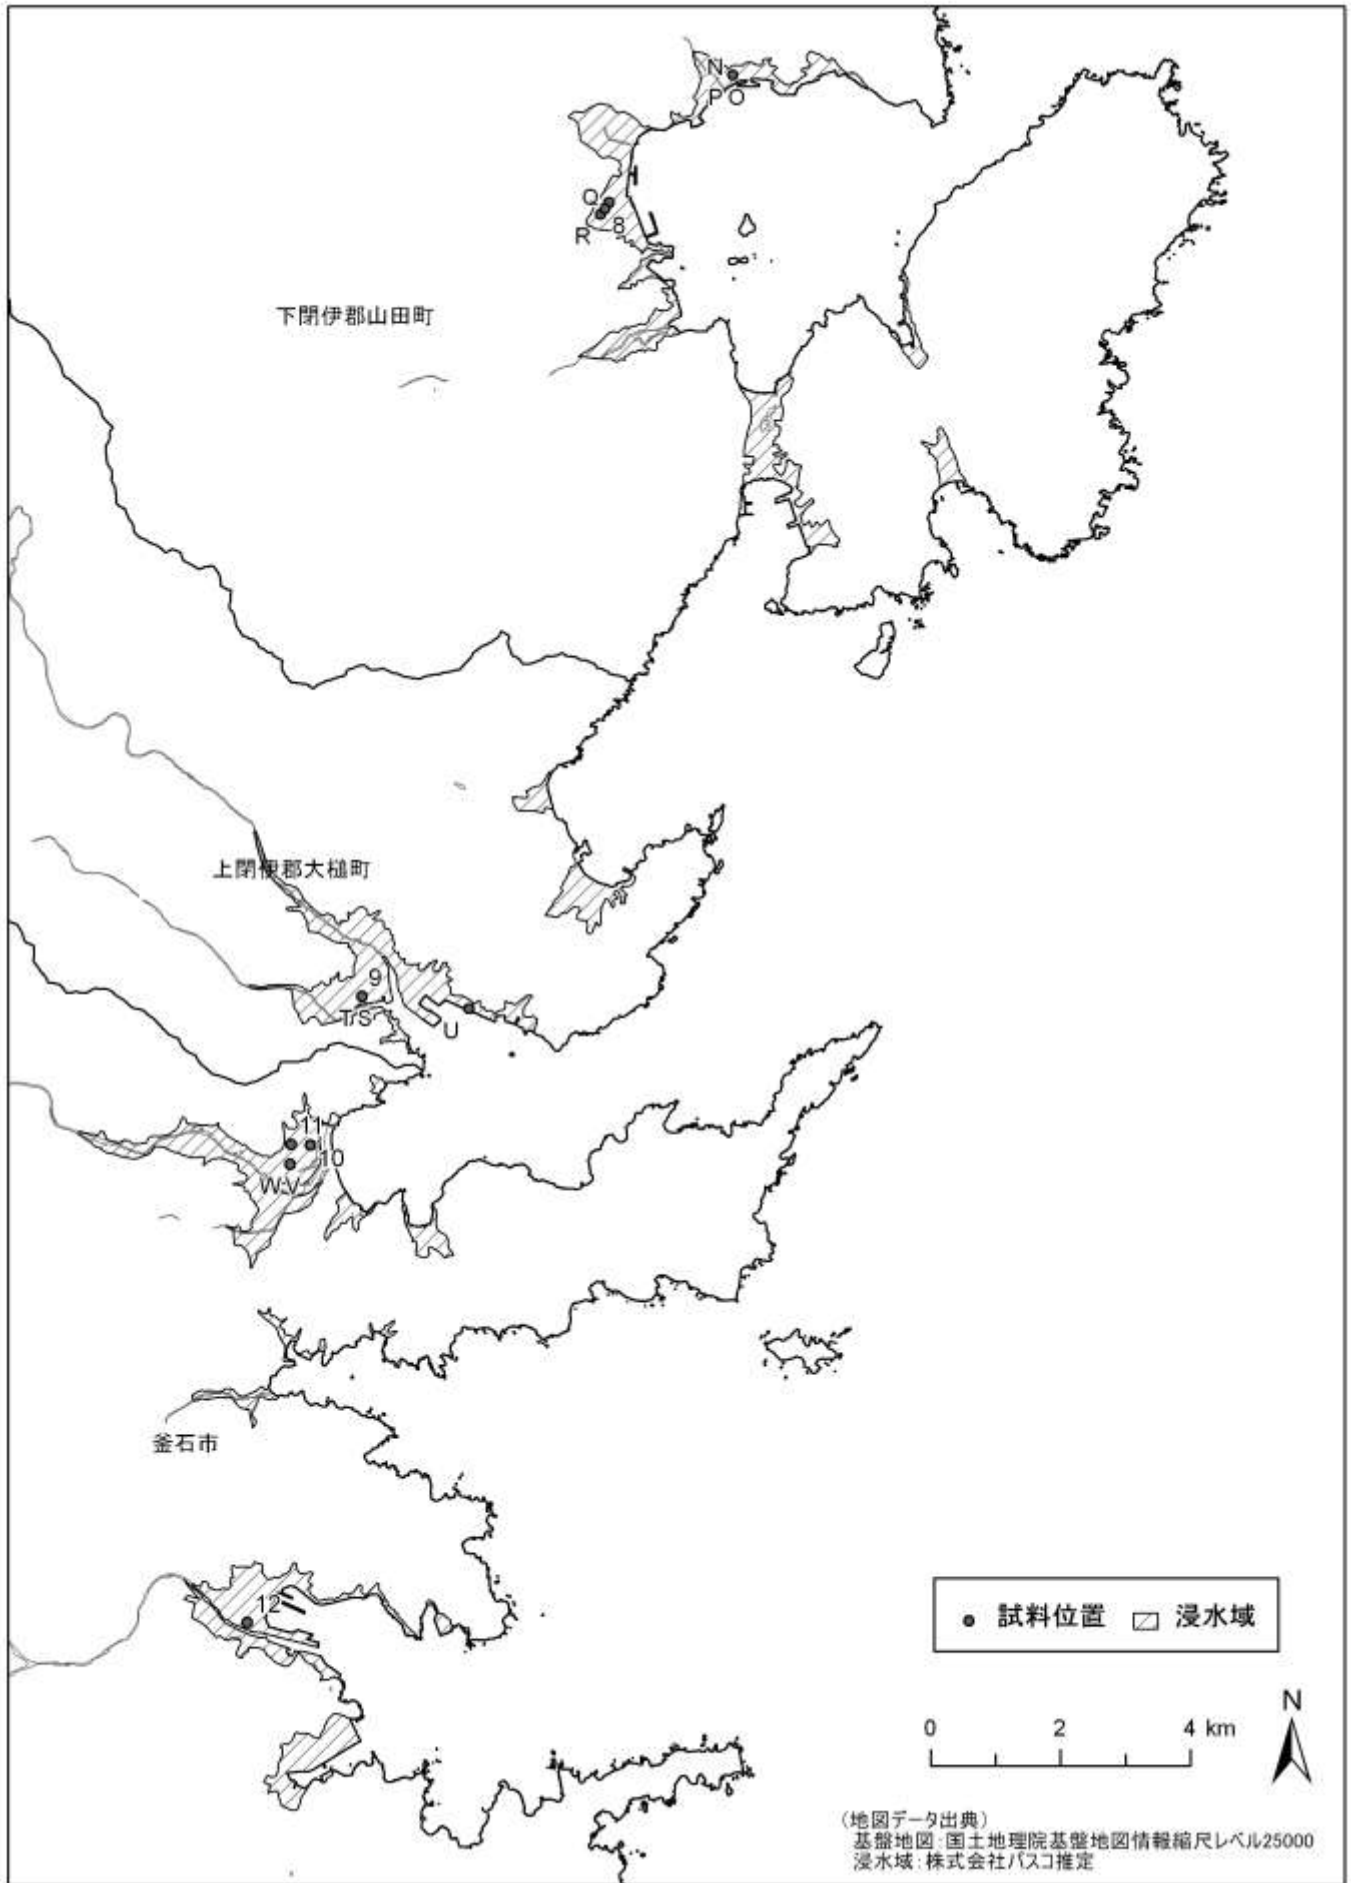 N
P O
Q
R 8
下閉伊郡山田町
上閉伊郡大槌町
9
T S
U
11
10
W V
釜石市
12
試料位置 浸水域
N
0 2 4 km
(地図データ出典)
基盤地図:国土地理院基盤地図情報縮尺レベル25000
浸水域:株式会社パスコ推定